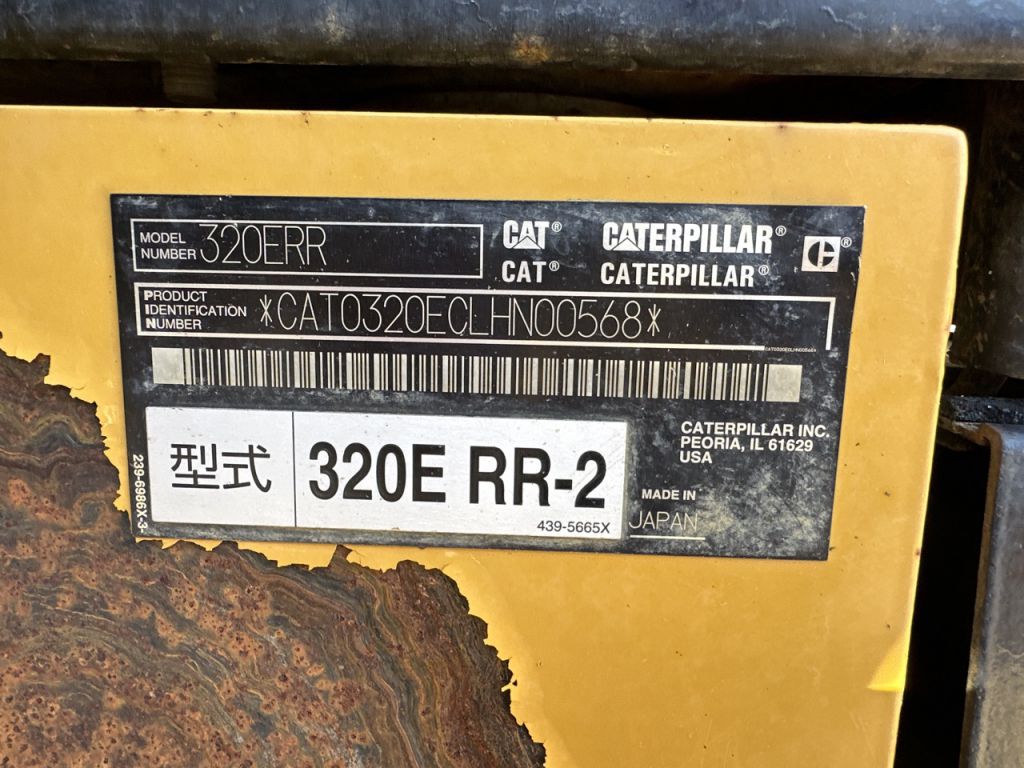 MODEL NUMBER 320ERR
CAT® CATERPILLAR® C®
CAT® CATERPILLAR®
PRODUCT IDENTIFICATION NUMBER *CAT0320ECLHN00568*
CAT0320ECLHN00568
CATERPILLAR INC.
PEORIA, IL 61629
USA
型式 320E RR-2
439-5665X
MADE IN
JAPAN
239-6986X-3-